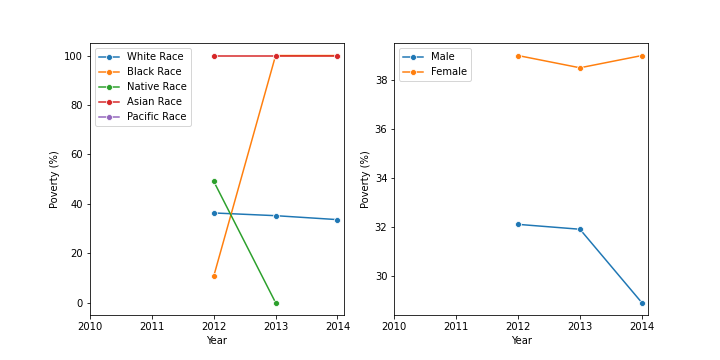 White Race
Black Race
Native Race
Asian Race
Pacific Race
100
80
60
40
20
0
Poverty (%)
2010 2011 2012 2013 2014
Year
Male
Female
38
36
34
32
30
Poverty (%)
2010 2011 2012 2013 2014
Year